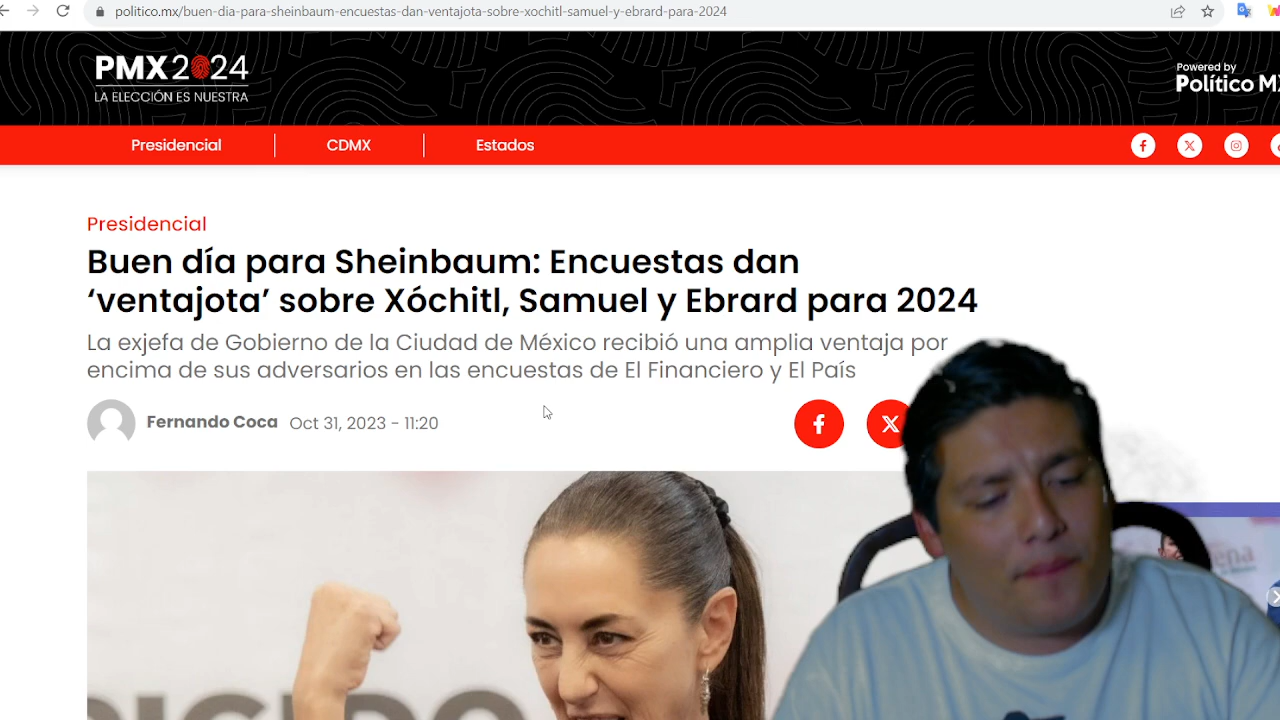 politico.mx/buen-dia-para-sheinbaum-encuestas-dan-ventajota-sobre-xochitl-samuel-y-ebrard-para-2024
PMX2024
LA ELECCIÓN ES NUESTRA
Powered by
Político MX
Presidencial
CDMX
Estados
Presidencial
Buen día para Sheinbaum: Encuestas dan
‘ventajota’ sobre Xóchitl, Samuel y Ebrard para 2024
La exjefa de Gobierno de la Ciudad de México recibió una amplia ventaja por
encima de sus adversarios en las encuestas de El Financiero y El País
Fernando Coca Oct 31, 2023 - 11:20